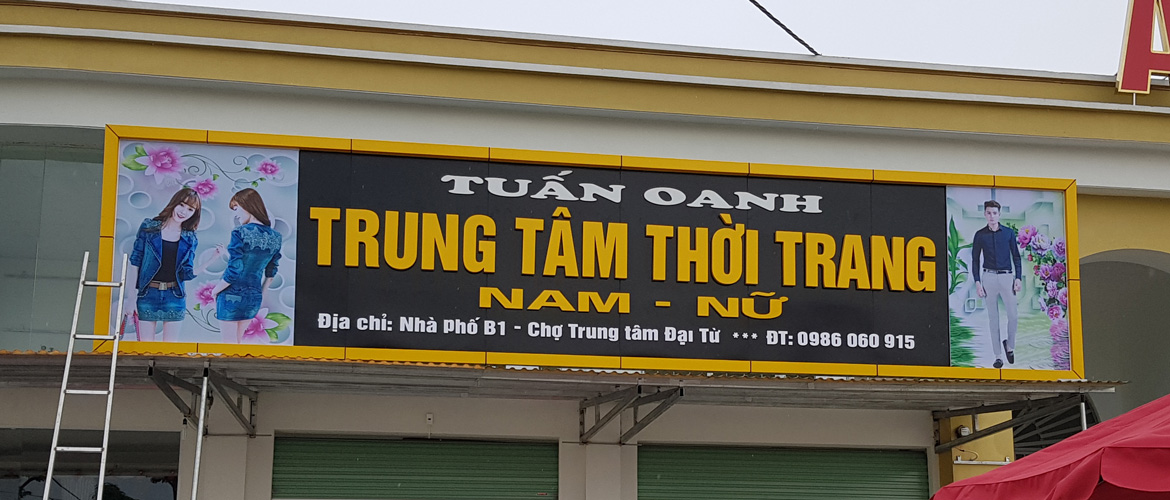 TUẤN OANH
TRUNG TÂM THỜI TRANG
NAM - NỮ
Địa chỉ: Nhà phố B1 - Chợ Trung tâm Đại Từ *** ĐT: 0986 060 915
A